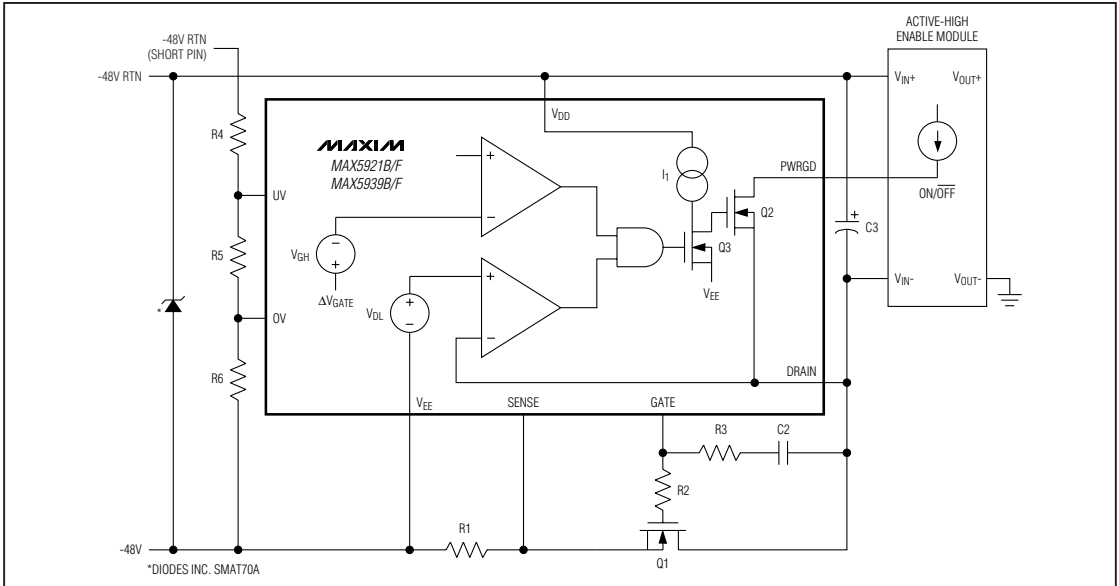 ACTIVE-HIGH
ENABLE MODULE
-48V RTN
(SHORT PIN)
-48V RTN
VIN+
VOUT+
VDD
R4
MAXIM
MAX5921B/F
MAX5939B/F
+
−
I1
PWRGD
ON/OFF
UV
Q2
+
C3
Q3
R5
VGH
−
+
ΔVGATE
VEE
VIN-
VOUT-
+
−
VDL
+
−
*
OV
R6
DRAIN
VEE
SENSE
GATE
R3
C2
R2
R1
-48V
Q1
*DIODES INC. SMAT70A